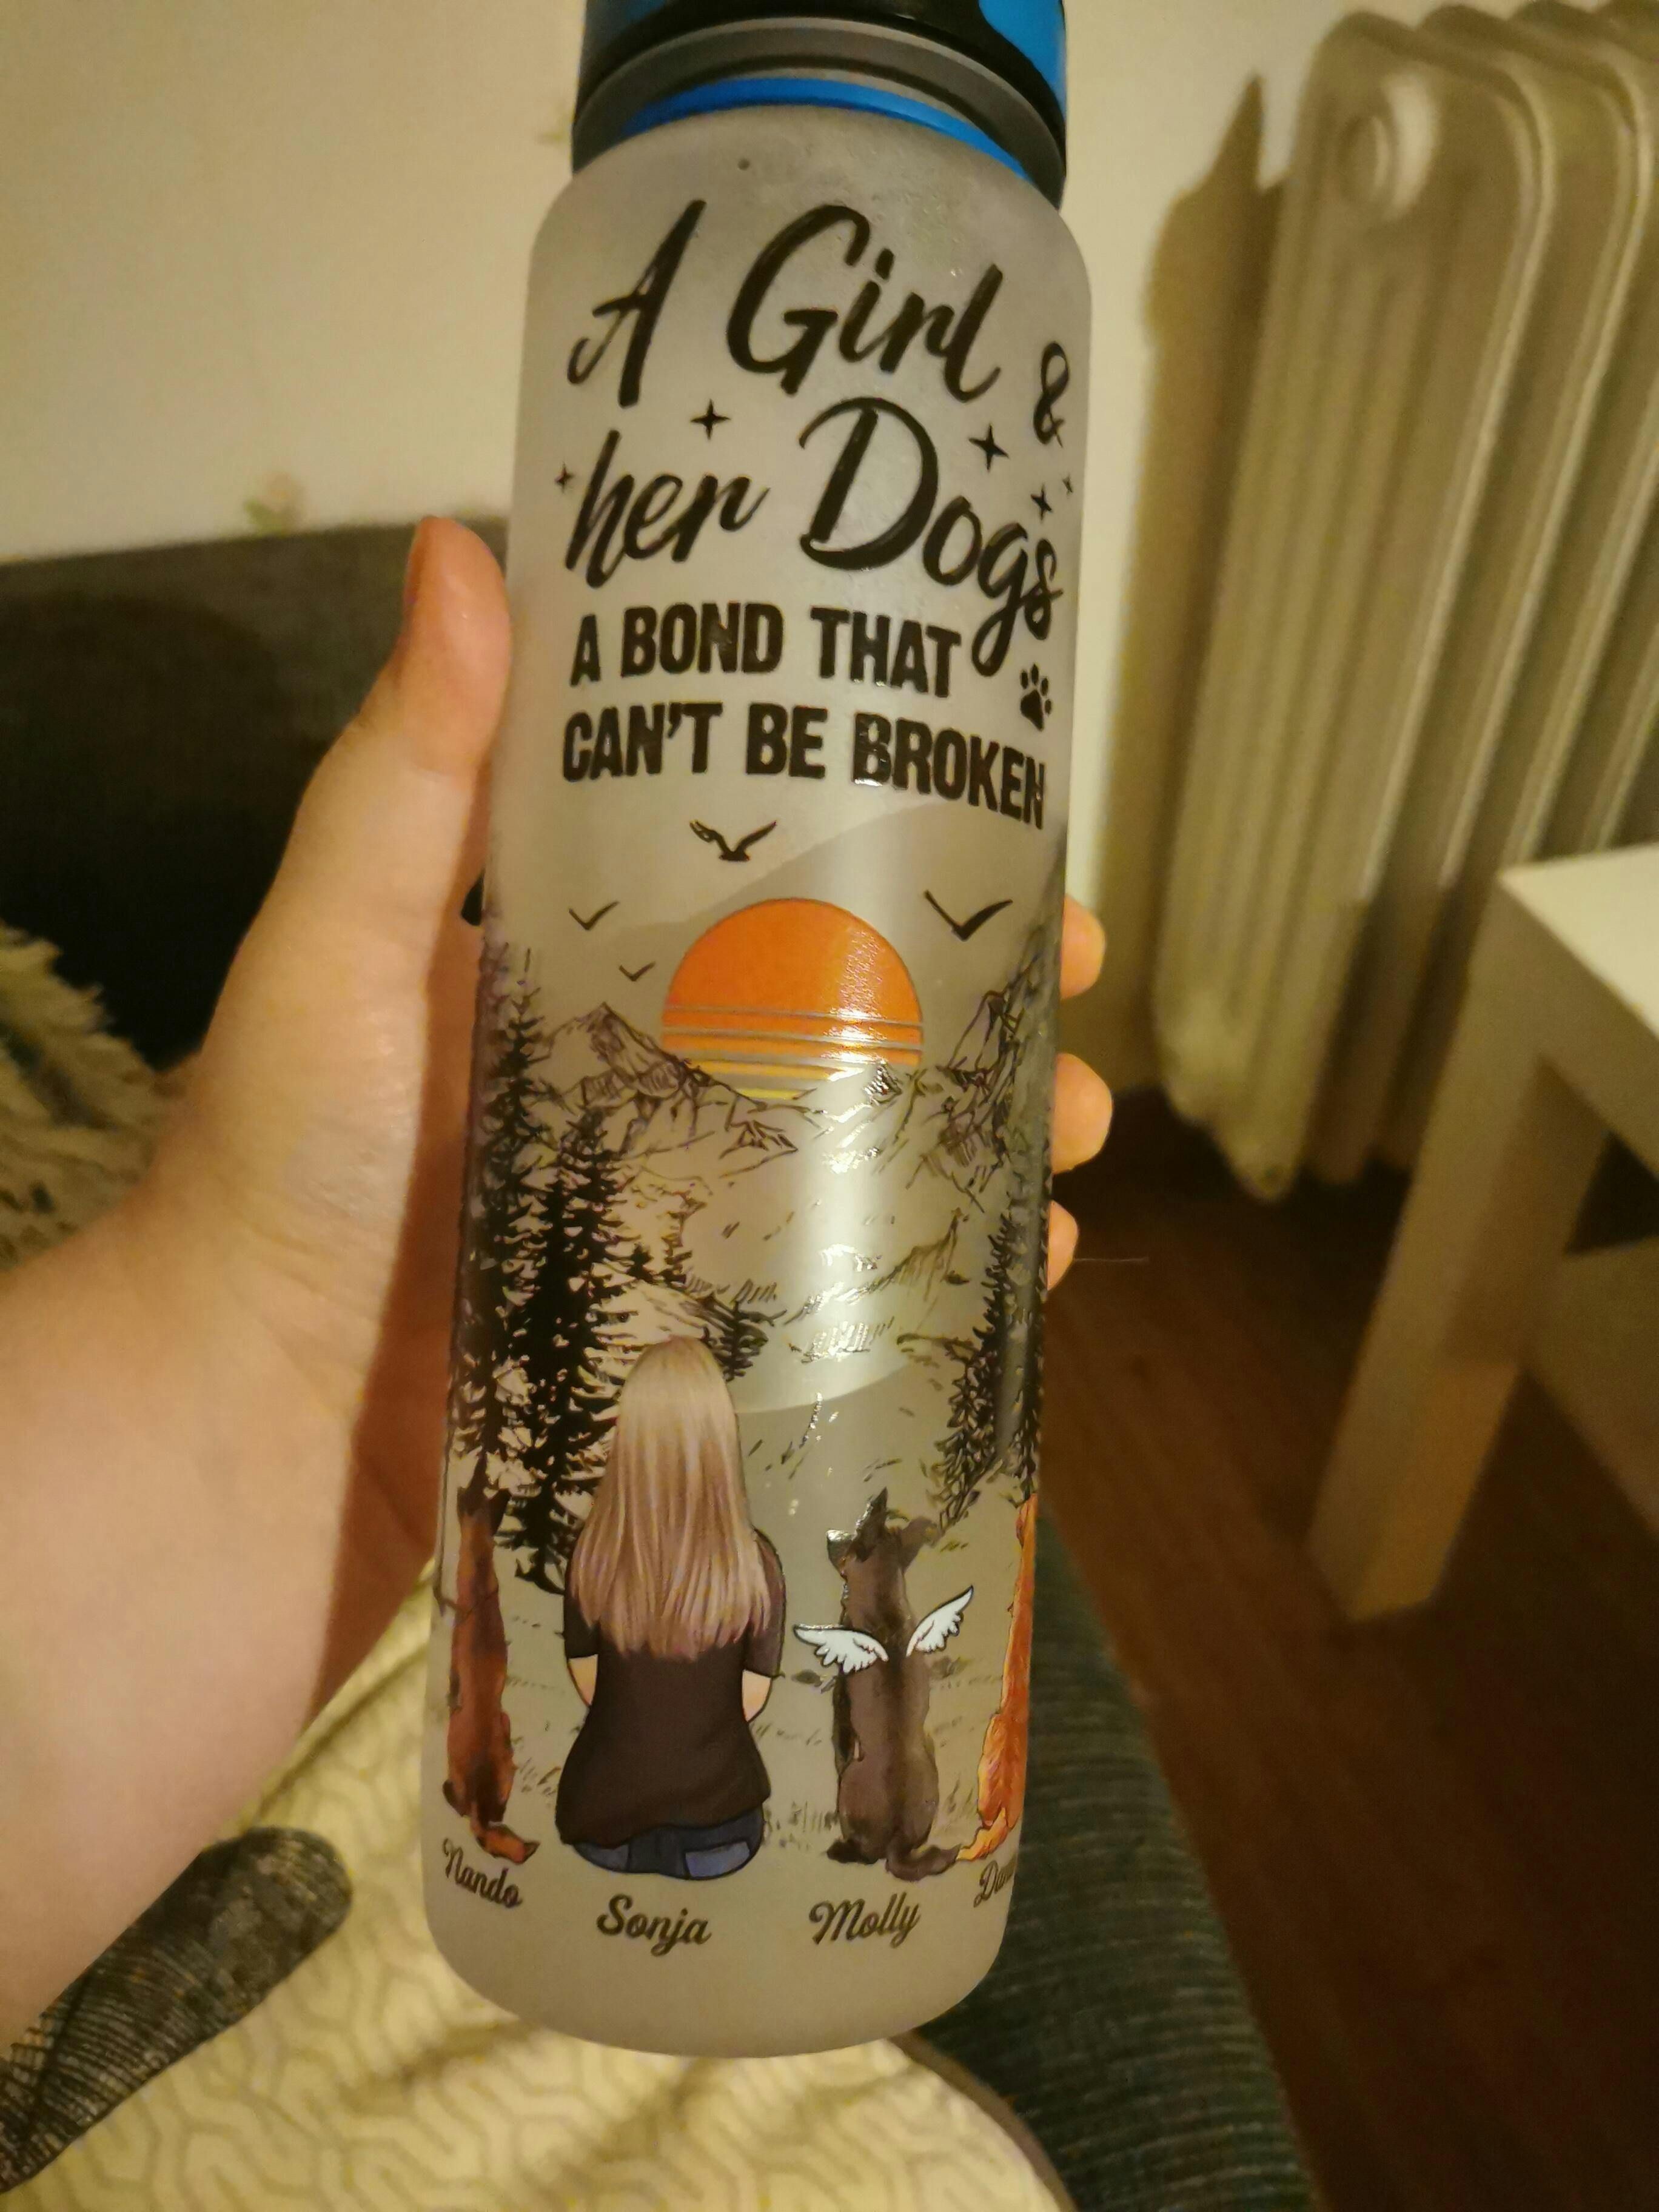 A Girl &
her Dogs
A BOND THAT
CAN'T BE BROKEN
Nando
Sonja
Molly